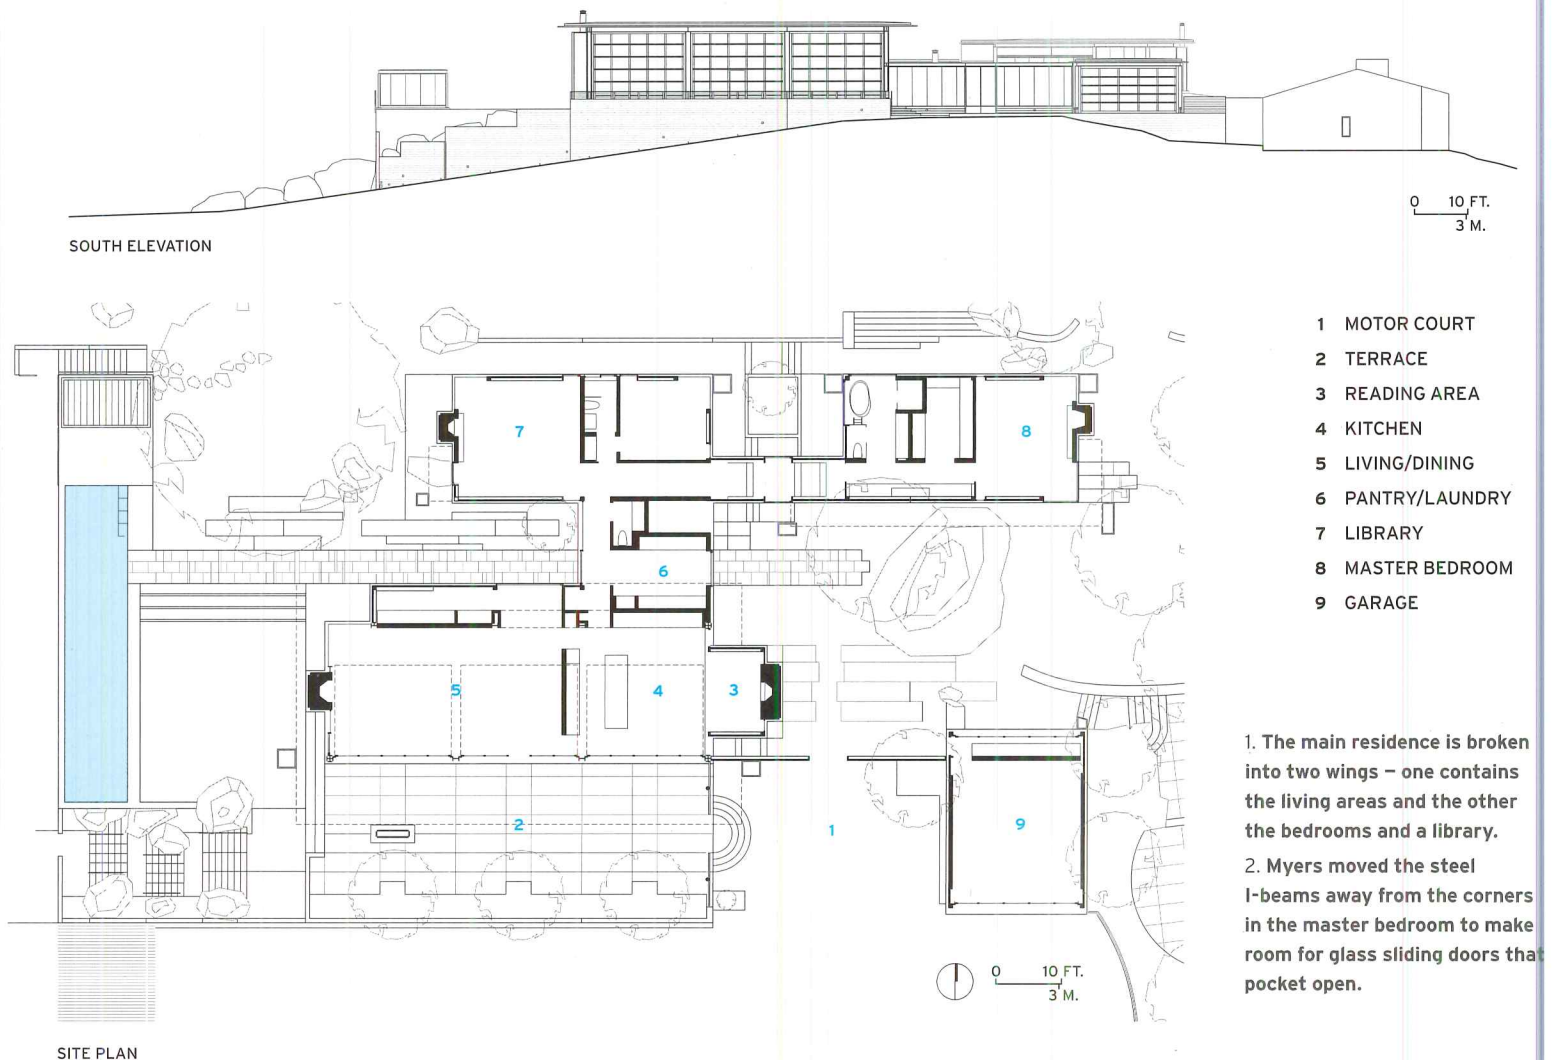 0 10 FT.
3 M.
SOUTH ELEVATION
1 MOTOR COURT
2 TERRACE
3 READING AREA
4 KITCHEN
5 LIVING/DINING
6 PANTRY/LAUNDRY
7 LIBRARY
8 MASTER BEDROOM
9 GARAGE
7
8
6
5
4
3
2
1
9
1. The main residence is broken
into two wings – one contains
the living areas and the other
the bedrooms and a library.
2. Myers moved the steel
I-beams away from the corners
in the master bedroom to make
room for glass sliding doors that
pocket open.
0 10 FT.
3 M.
SITE PLAN